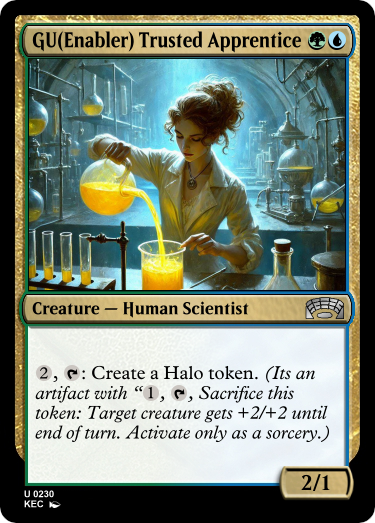 GU(Enabler) Trusted Apprentice
Creature — Human Scientist
2, : Create a Halo token. (Its an
artifact with “1, , Sacrifice this
token: Target creature gets +2/+2 until
end of turn. Activate only as a sorcery.)
2/1
U 0230
KEC